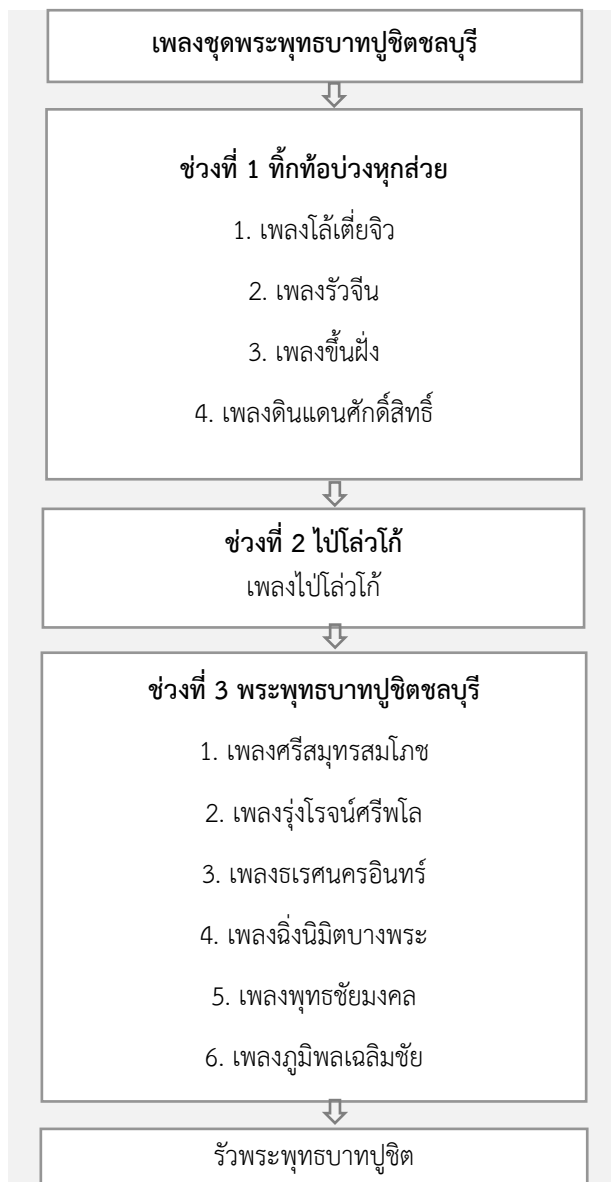 เพลงชุดพระพุทธบาทปูชิตชลบุรี
ช่วงที่ 1 ทิ้กท้อบ่วงหุกส่วย
1. เพลงโล้เตี่ยจิว
2. เพลงรัวจีน
3. เพลงขึ้นฝั่ง
4. เพลงดินแดนศักดิ์สิทธิ์
ช่วงที่ 2 ไป่โล่วโก้
เพลงไป่โล่วโก้
ช่วงที่ 3 พระพุทธบาทปูชิตชลบุรี
1. เพลงศรีสมุทรสมโภช
2. เพลงรุ่งโรจน์ศรีพโล
3. เพลงธเรศนครอินทร์
4. เพลงฉิ่งนิมิตบางพระ
5. เพลงพุทธชัยมงคล
6. เพลงภูมิพลเฉลิมชัย
รัวพระพุทธบาทปูชิต